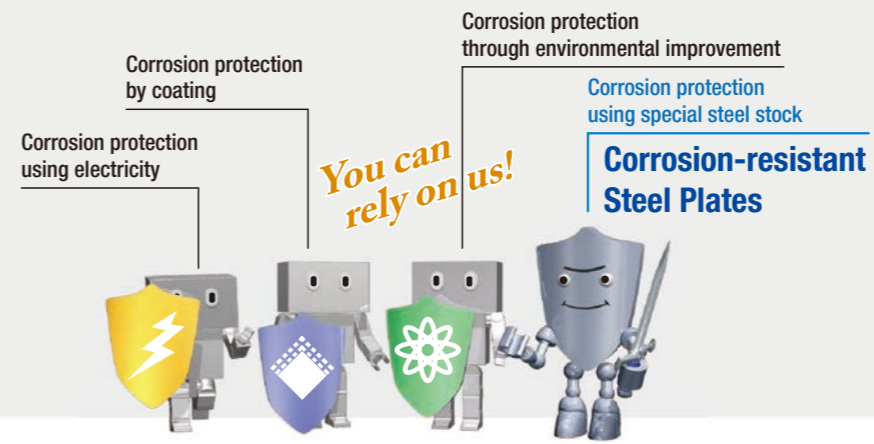 Corrosion protection
using electricity
Corrosion protection
by coating
You can
rely on us!
Corrosion protection
through environmental improvement
Corrosion protection
using special steel stock
Corrosion-resistant
Steel Plates